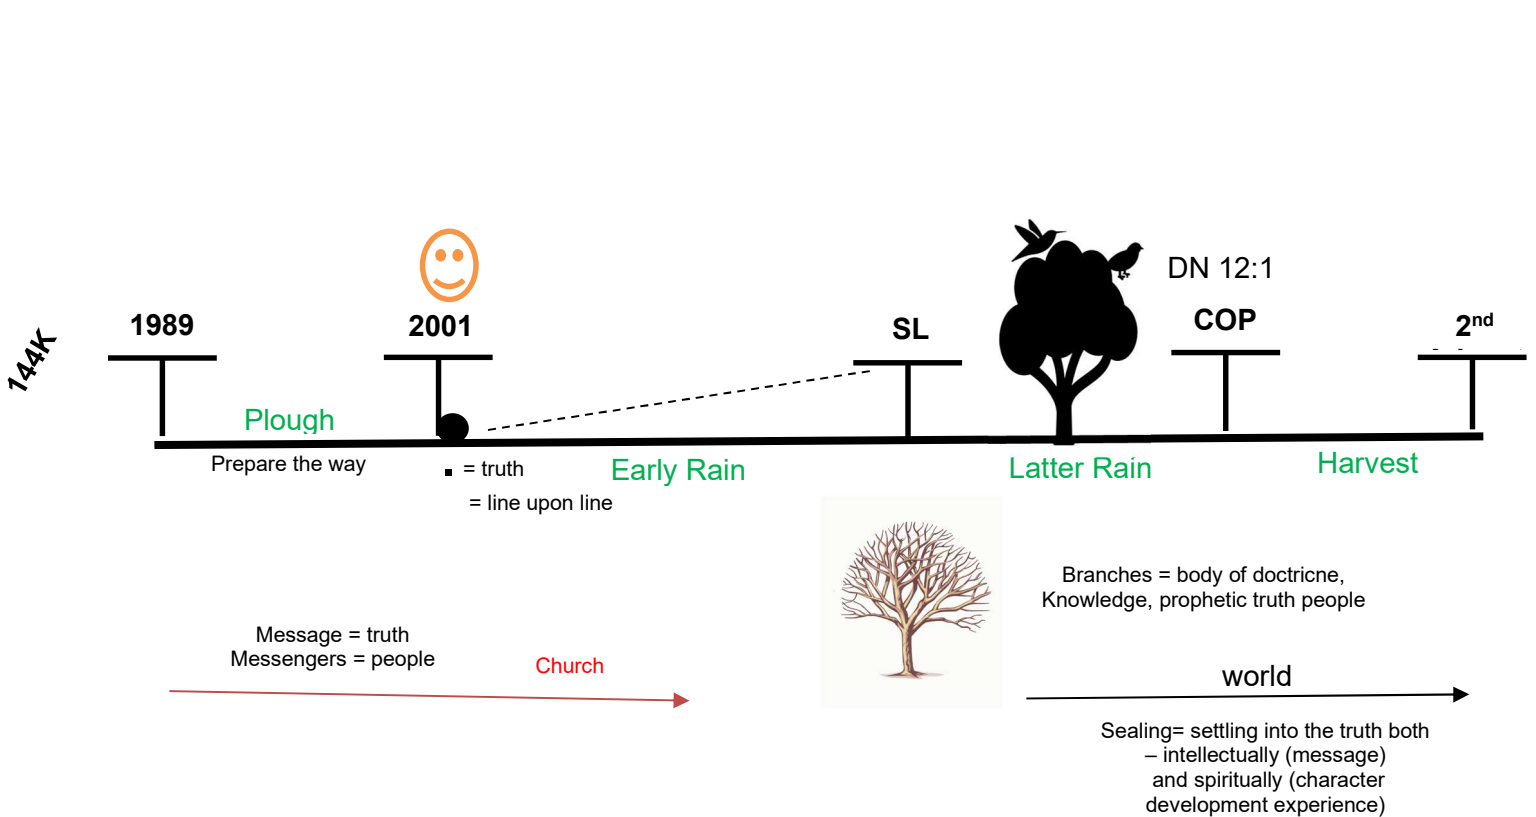 DN 12:1
1989
2001
SL
COP
2nd
144K
Plough
Prepare the way
▪ = truth
= line upon line
Early Rain
Latter Rain
Harvest
Branches = body of doctricne,
Knowledge, prophetic truth people
Message = truth
Messengers = people
Church
world
Sealing= settling into the truth both
– intellectually (message)
and spiritually (character
development experience)